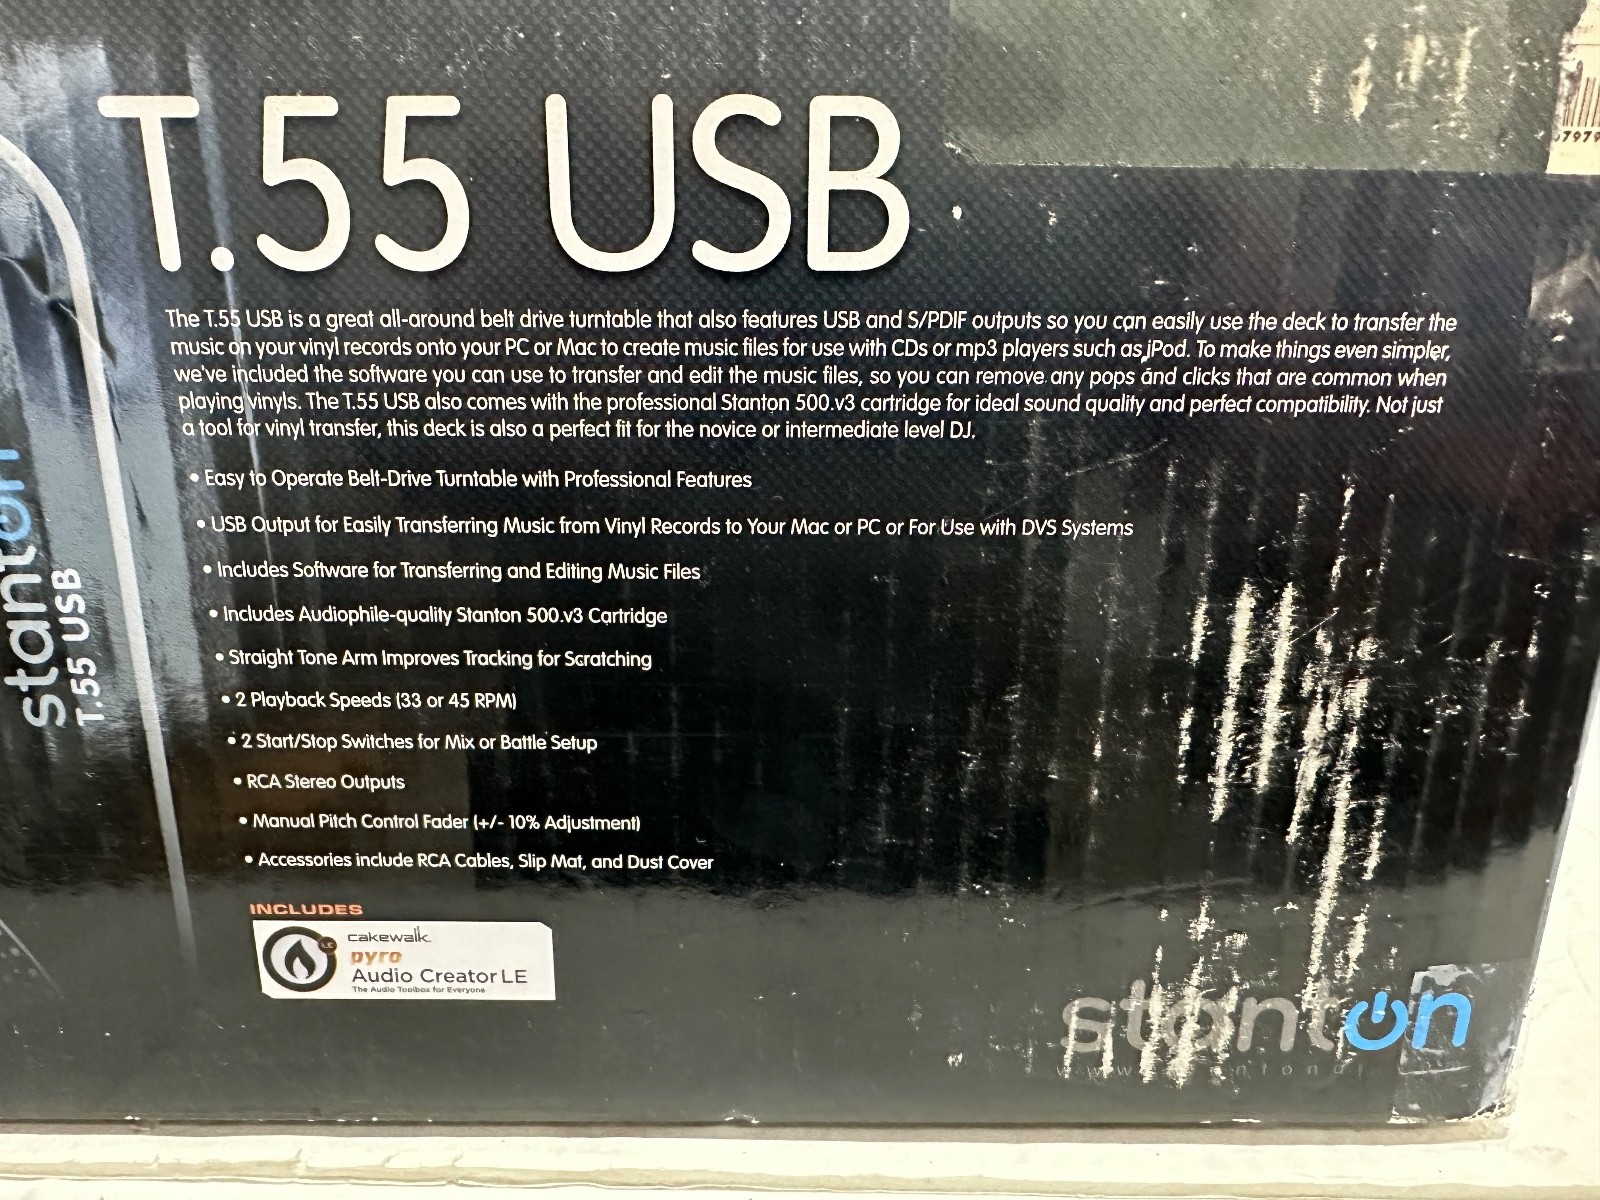 T.55 USB
The T.55 USB is a great all-around belt drive turntable that also features USB and S/PDIF outputs so you can easily use the deck to transfer the
music on your vinyl records onto your PC or Mac to create music files for use with CDs or mp3 players such as iPod. To make things even simpler,
we've included the software you can use to transfer and edit the music files, so you can remove any pops and clicks that are common when
playing vinyls. The T.55 USB also comes with the professional Stanton 500.v3 cartridge for ideal sound quality and perfect compatibility. Not just
a tool for vinyl transfer, this deck is also a perfect fit for the novice or intermediate level DJ.
• Easy to Operate Belt-Drive Turntable with Professional Features
• USB Output for Easily Transferring Music from Vinyl Records to Your Mac or PC or For Use with DVS Systems
• Includes Software for Transferring and Editing Music Files
• Includes Audiophile-quality Stanton 500.v3 Cartridge
• Straight Tone Arm Improves Tracking for Scratching
• 2 Playback Speeds (33 or 45 RPM)
• 2 Start/Stop Switches for Mix or Battle Setup
• RCA Stereo Outputs
• Manual Pitch Control Fader (+/- 10% Adjustment)
• Accessories include RCA Cables, Slip Mat, and Dust Cover
INCLUDES
LE
cakewalk
pyro
Audio Creator LE
The Audio Toolbox for Everyone
stanton
stanton
T.55 USB
7979